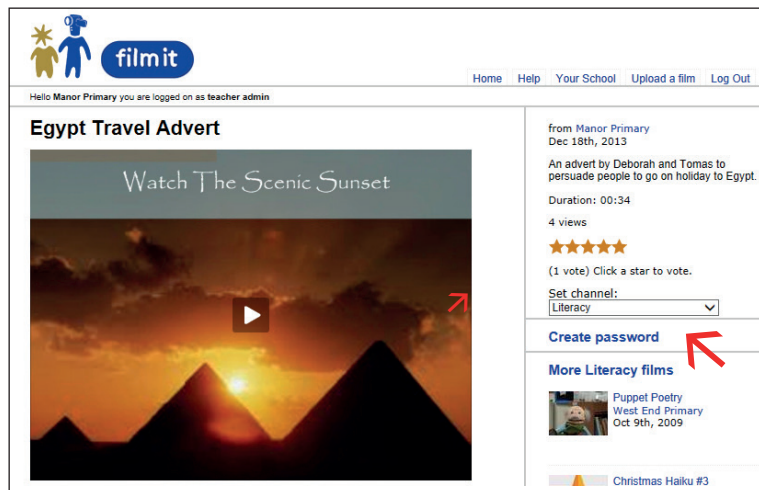 filmit
Home Help Your School Upload a film Log Out
Hello Manor Primary you are logged on as teacher admin
Egypt Travel Advert
Watch The Scenic Sunset
from Manor Primary
Dec 18th, 2013
An advert by Deborah and Tomas to
persuade people to go on holiday to Egypt.
Duration: 00:34
4 views
(1 vote) Click a star to vote.
Set channel:
Literacy
Create password
More Literacy films
Puppet Poetry
West End Primary
Oct 9th, 2009
Christmas Haiku #3